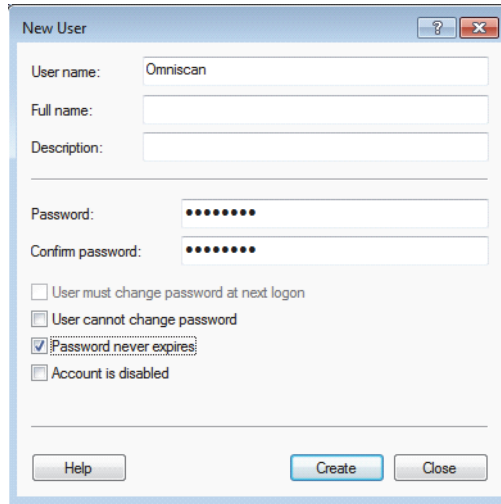 New User
User name: Omniscan
Full name:
Description:
Password: ••••••••
Confirm password: ••••••••
User must change password at next logon
User cannot change password
Password never expires
Account is disabled
Help Create Close